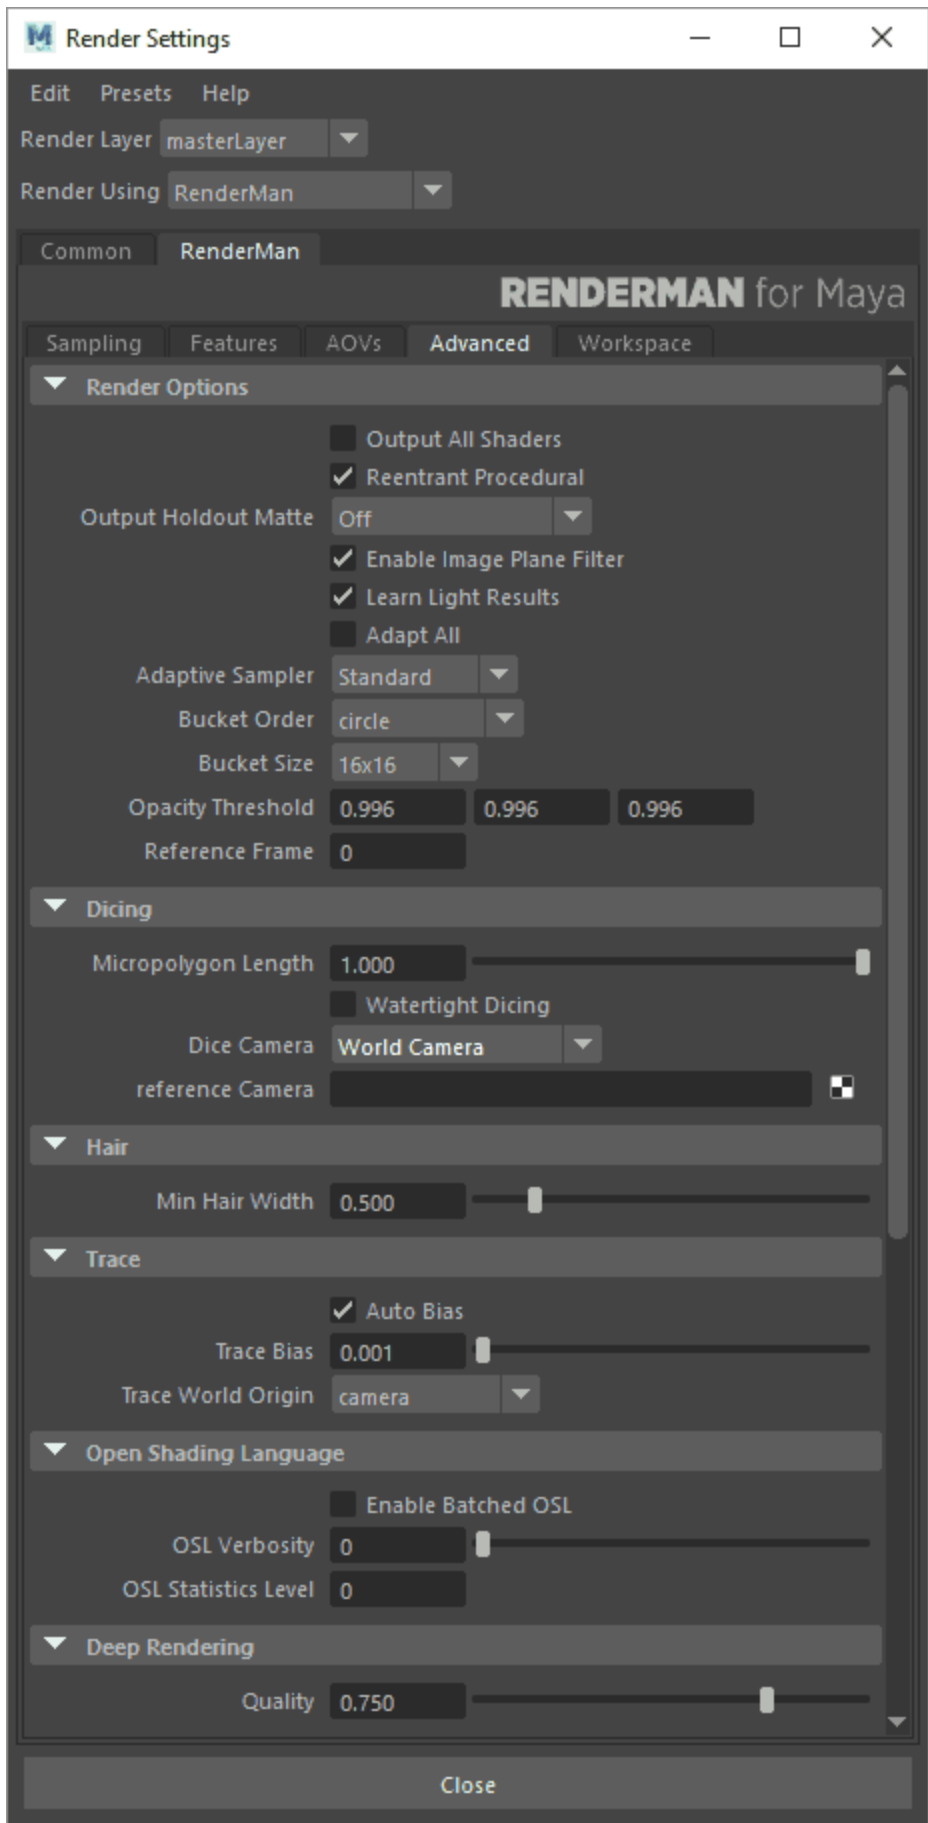 Render Settings
Edit Presets Help
Render Layer masterLayer
Render Using RenderMan
Common RenderMan
RENDERMAN for Maya
Sampling Features AOVs Advanced Workspace
Render Options
Output All Shaders
Reentrant Procedural
Output Holdout Matte Off
Enable Image Plane Filter
Learn Light Results
Adapt All
Adaptive Sampler Standard
Bucket Order circle
Bucket Size 16x16
Opacity Threshold 0.996 0.996 0.996
Reference Frame 0
Dicing
Micropolygon Length 1.000
Watertight Dicing
Dice Camera World Camera
reference Camera
Hair
Min Hair Width 0.500
Trace
Auto Bias
Trace Bias 0.001
Trace World Origin camera
Open Shading Language
Enable Batched OSL
OSL Verbosity 0
OSL Statistics Level 0
Deep Rendering
Quality 0.750
Close